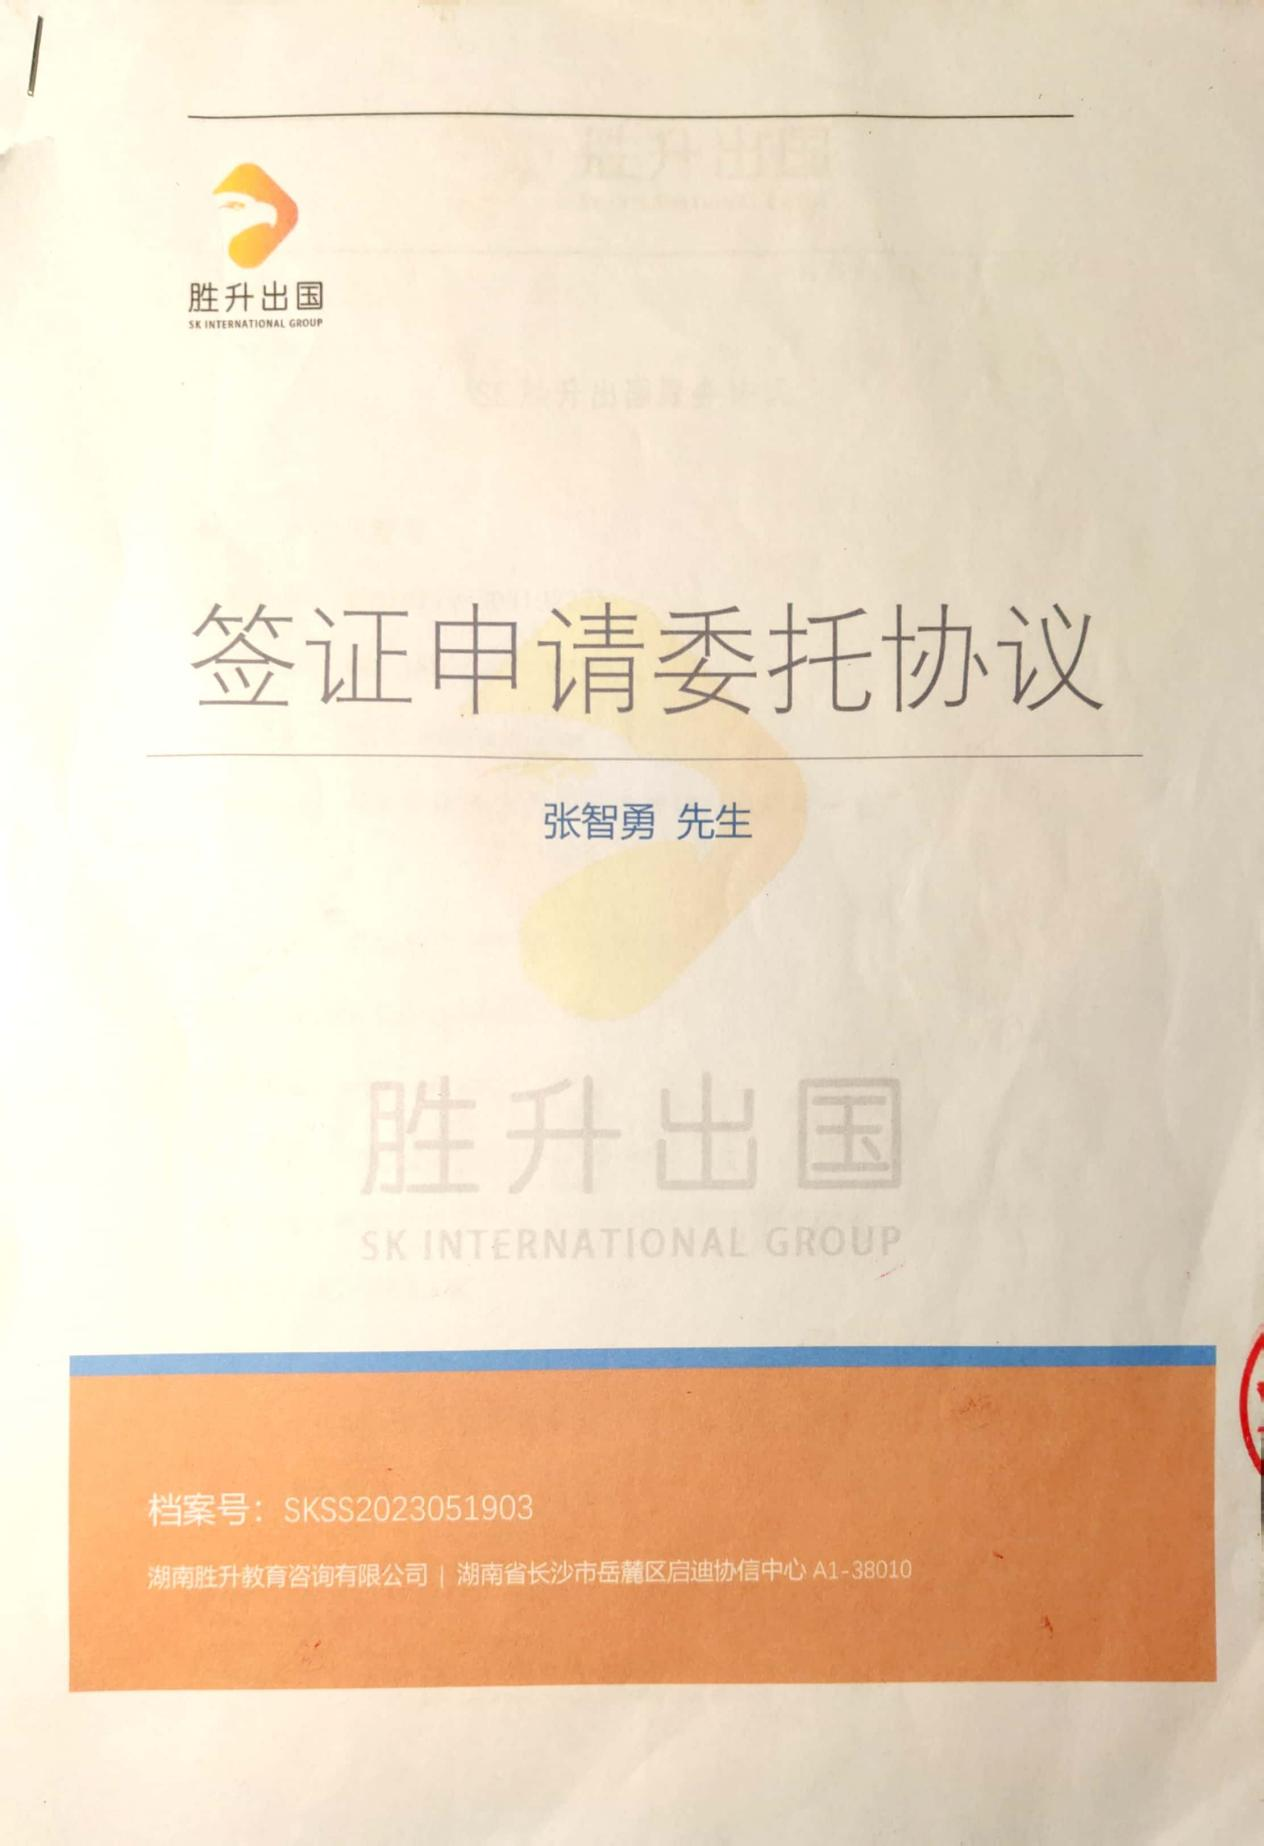 胜升出国
SK INTERNATIONAL GROUP
签证申请委托协议
张智勇 先生
胜升出国
SK INTERNATIONAL GROUP
档案号：SKSS2023051903
湖南胜升教育咨询有限公司 | 湖南省长沙市岳麓区启迪协信中心 A1-38010